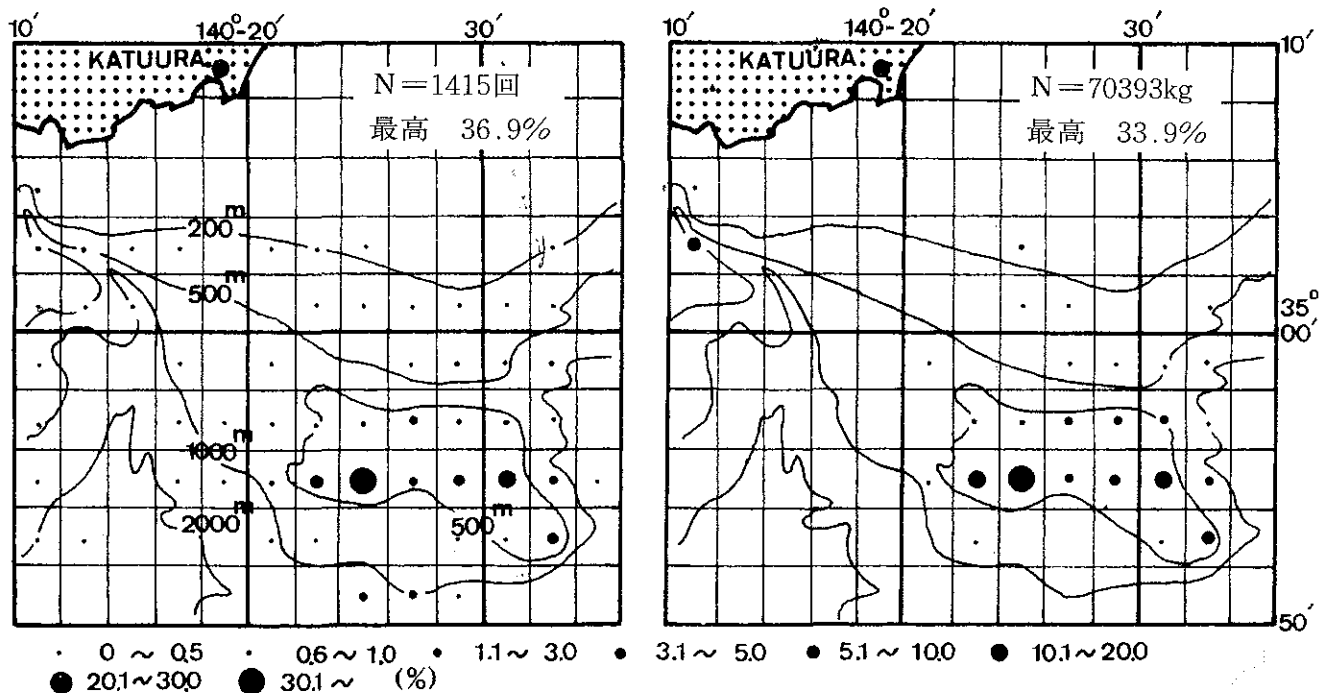 10′ 140°-20′ 30′
KATUURA
N＝1415回
最高 36.9%
200m
500m
1000m
2000m
500m
10′ 140°-20′ 30′
10′
KATUURA
N＝70393kg
最高 33.9%
35°
00′
50′
0 ～ 0.5 0.6～ 1.0 1.1～ 3.0 3.1～ 5.0 5.1～ 10.0 10.1～20.0
20.1～30.0 30.1～ (%)